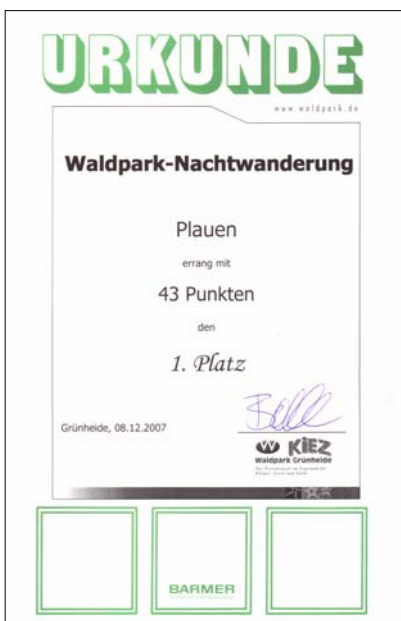 URKUNDE
www.waldpark.de
Waldpark-Nachtwanderung
Plauen
errang mit
43 Punkten
den
1. Platz
Grünheide, 08.12.2007
KiEZ
Waldpark Grünheide
BARMER